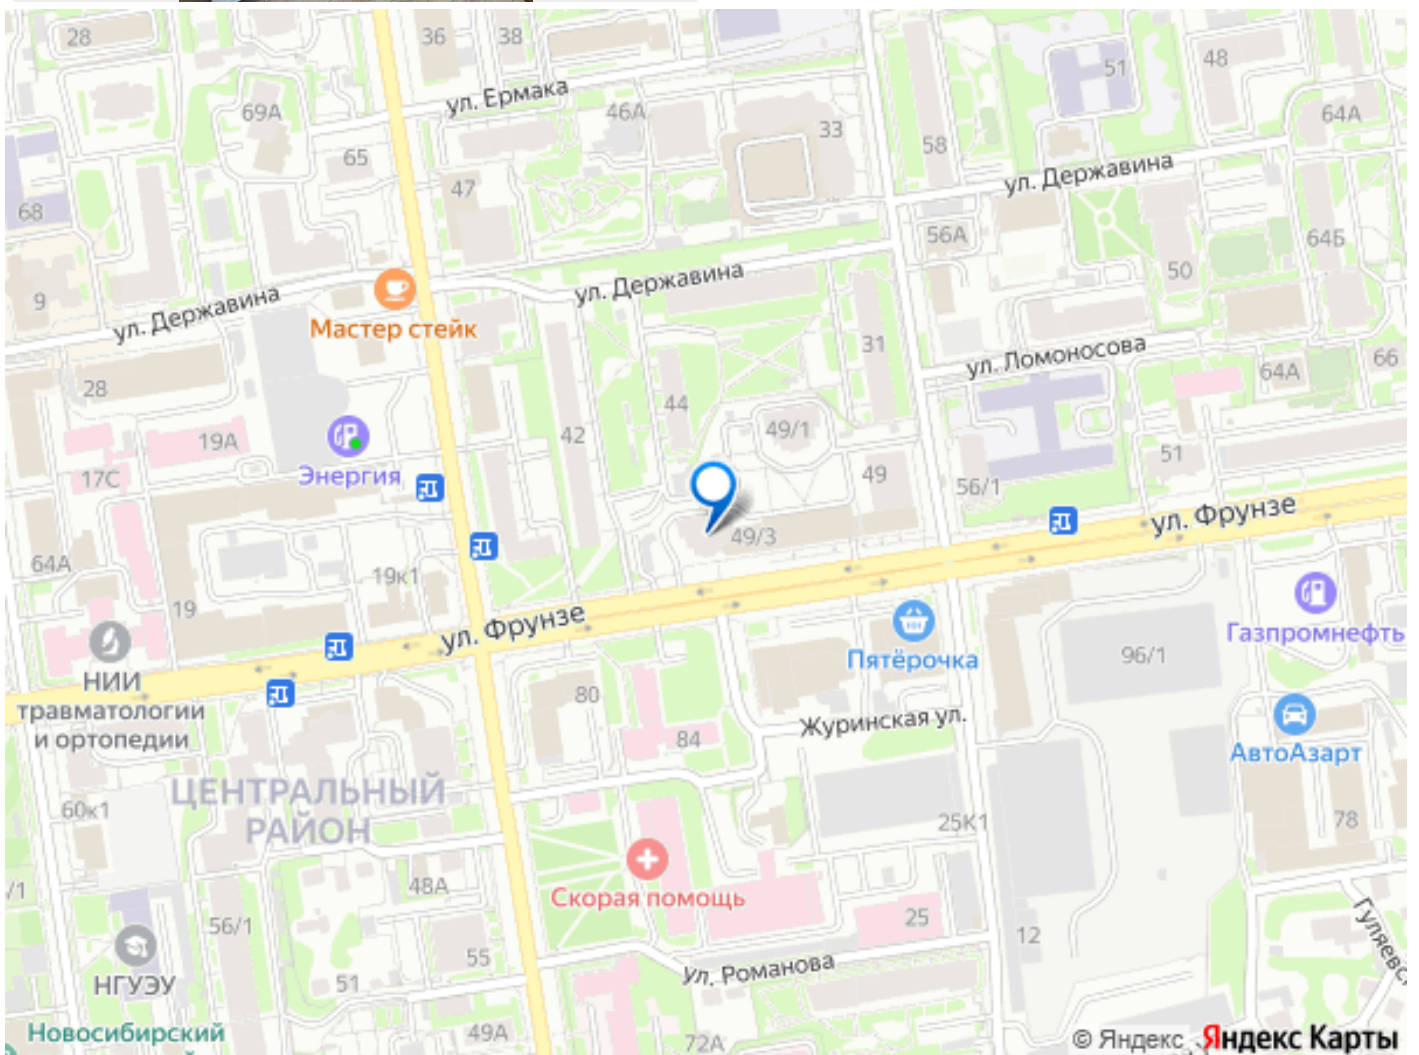 28
36
38
48
51
ул. Ермака
46А
69А
33
64А
58
65
ул. Державина
47
68
56А
64Б
50
ул. Державина
9
ул. Державина
Мастер стейк
31
ул. Ломоносова
66
64А
28
44
49/1
42
19А
Энергия
17С
49
51
56/1
ул. Фрунзе
49/3
64А
19к1
19
ул. Фрунзе
Газпромнефть
Пятёрочка
96/1
НИИ
травматологии
и ортопедии
80
Журинская ул.
84
АвтоАзарт
ЦЕНТРАЛЬНЫЙ
РАЙОН
60к1
25К1
78
/1
48А
Скорая помощь
25
56/1
12
Гуляевс
55
НГУЭУ
51
ул. Романова
Новосибирский
49А
72А
© Яндекс
Яндекс Карты